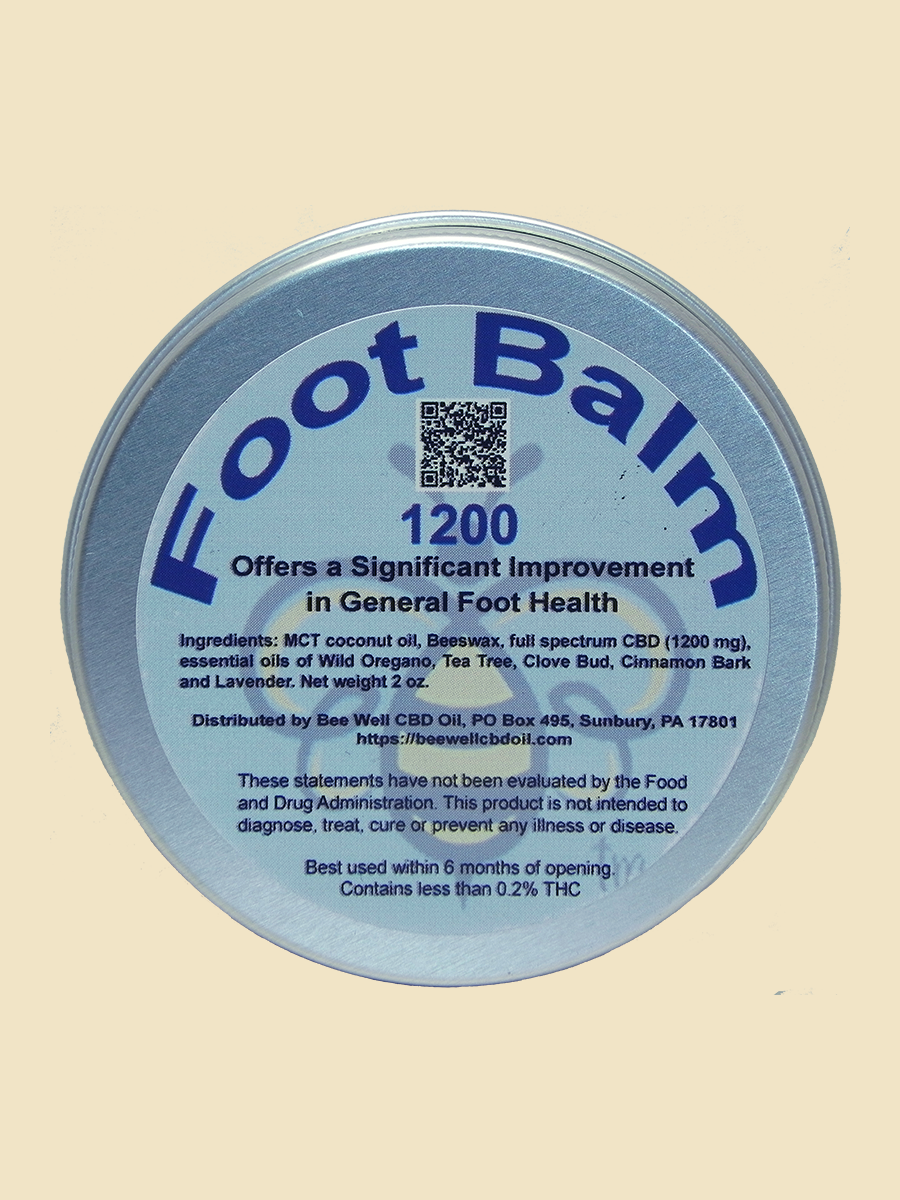 Foot Balm
1200
Offers a Significant Improvement
in General Foot Health
Ingredients: MCT coconut oil, Beeswax, full spectrum CBD (1200 mg),
essential oils of Wild Oregano, Tea Tree, Clove Bud, Cinnamon Bark
and Lavender. Net weight 2 oz.
Distributed by Bee Well CBD Oil, PO Box 495, Sunbury, PA 17801
https://beewellcbdoil.com
These statements have not been evaluated by the Food
and Drug Administration. This product is not intended to
diagnose, treat, cure or prevent any illness or disease.
Best used within 6 months of opening.
Contains less than 0.2% THC